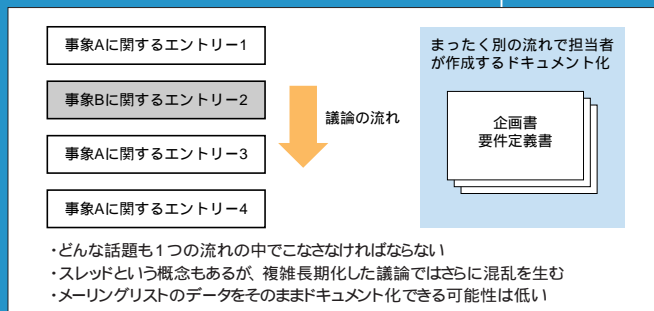 事象Aに関するエントリー1
事象Bに関するエントリー2
事象Aに関するエントリー3
事象Aに関するエントリー4
議論の流れ
まったく別の流れで担当者
が作成するドキュメント化
企画書
要件定義書
・どんな話題も1つの流れの中でこなさなければならない
・スレッドという概念もあるが、複雑長期化した議論ではさらに混乱を生む
・メーリングリストのデータをそのままドキュメント化できる可能性は低い